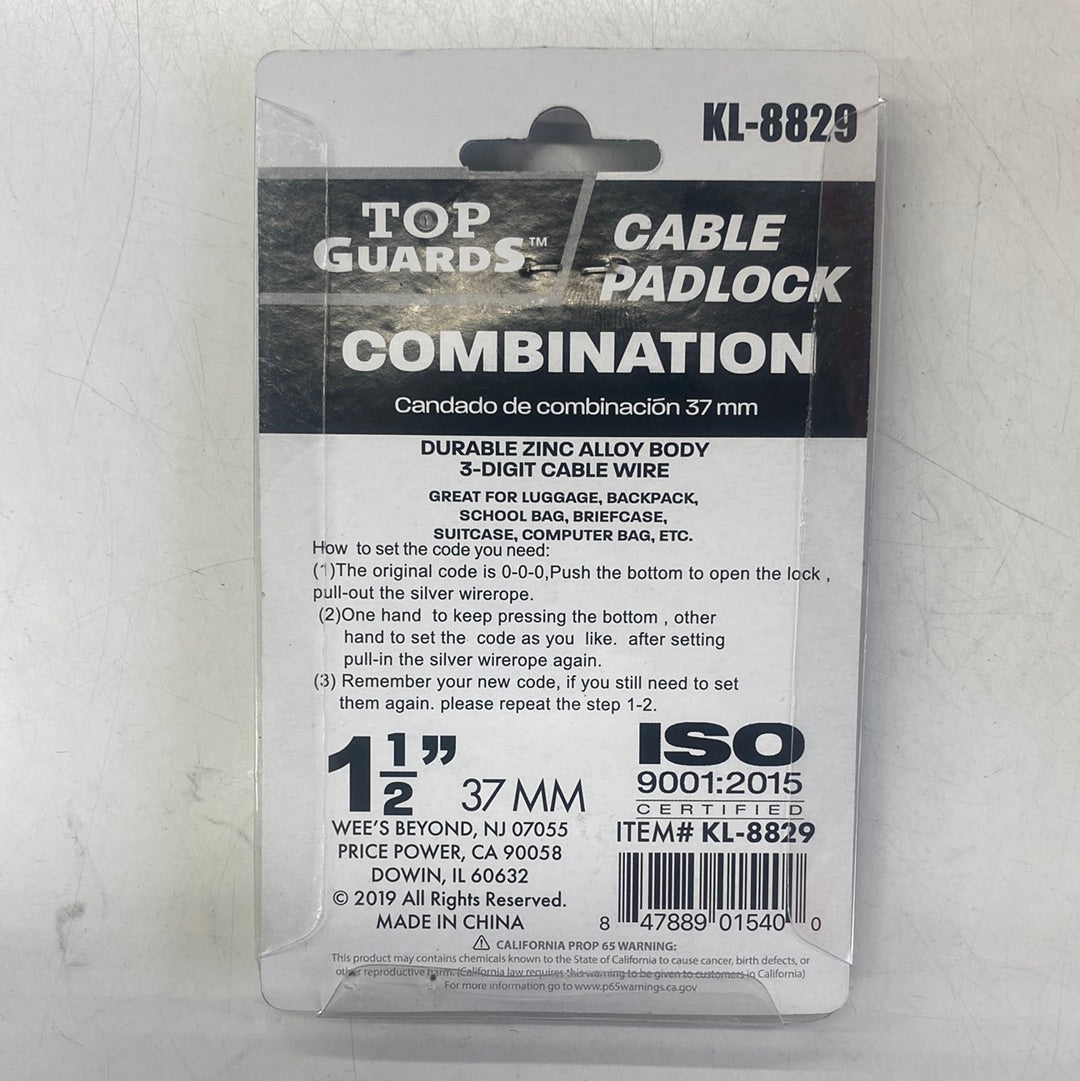 KL-8829
TOP
GUARDS™
CABLE
PADLOCK
COMBINATION
Candado de combinación 37 mm
DURABLE ZINC ALLOY BODY
3-DIGIT CABLE WIRE
GREAT FOR LUGGAGE, BACKPACK,
SCHOOL BAG, BRIEFCASE,
SUITCASE, COMPUTER BAG, ETC.
How to set the code you need:
(1)The original code is 0-0-0,Push the bottom to open the lock ,
pull-out the silver wirerope.
(2)One hand to keep pressing the bottom , other
hand to set the code as you like. after setting
pull-in the silver wirerope again.
(3) Remember your new code, if you still need to set
them again. please repeat the step 1-2.
1 1/2” 37 MM
WEE'S BEYOND, NJ 07055
PRICE POWER, CA 90058
DOWIN, IL 60632
© 2019 All Rights Reserved.
MADE IN CHINA
ISO
9001:2015
CERTIFIED
ITEM# KL-8829
8 47889 01540 0
⚠ CALIFORNIA PROP 65 WARNING:
This product may contains chemicals known to the State of California to cause cancer, birth defects, or
other reproductive harm. (California law requires this warning to be given to customers in California)
For more information go to www.p65warnings.ca.gov